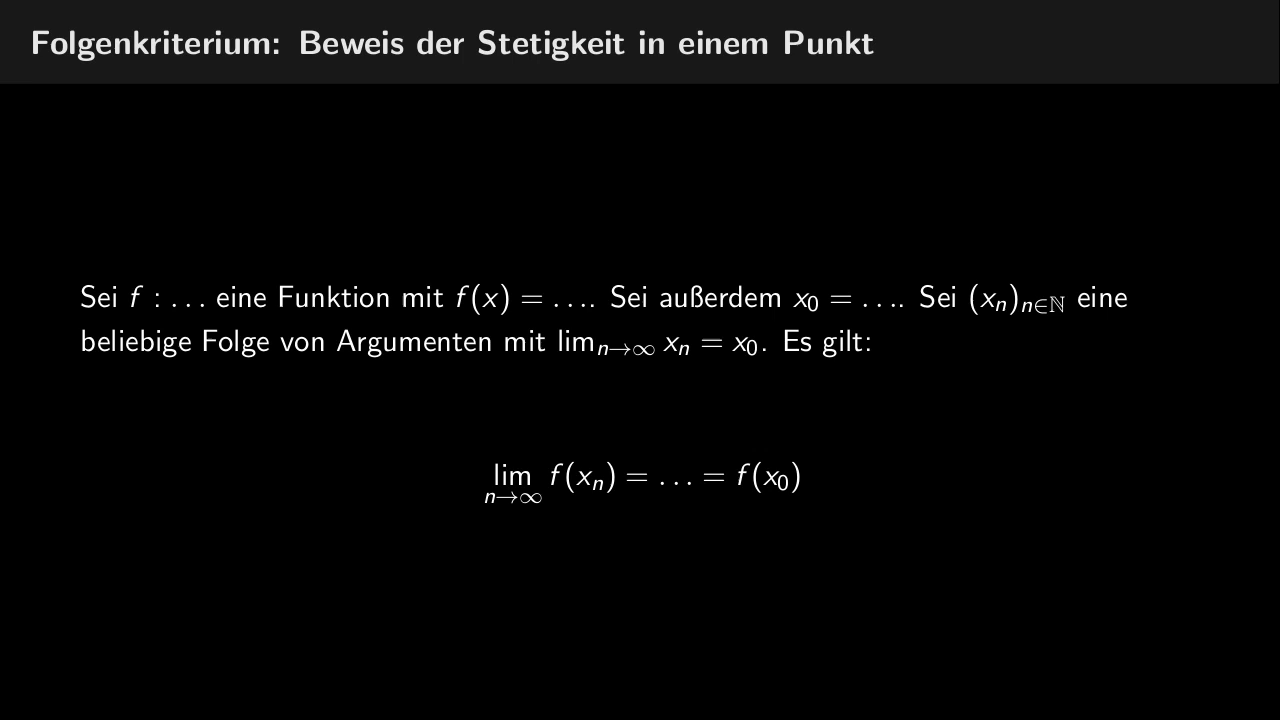 Folgenkriterium: Beweis der Stetigkeit in einem Punkt
Sei f : … eine Funktion mit f(x) = …. Sei außerdem x₀ = …. Sei (xₙ)ₙ∈ℕ eine
beliebige Folge von Argumenten mit limₙ→∞ xₙ = x₀. Es gilt:
lim f(xₙ) = … = f(x₀)
n→∞